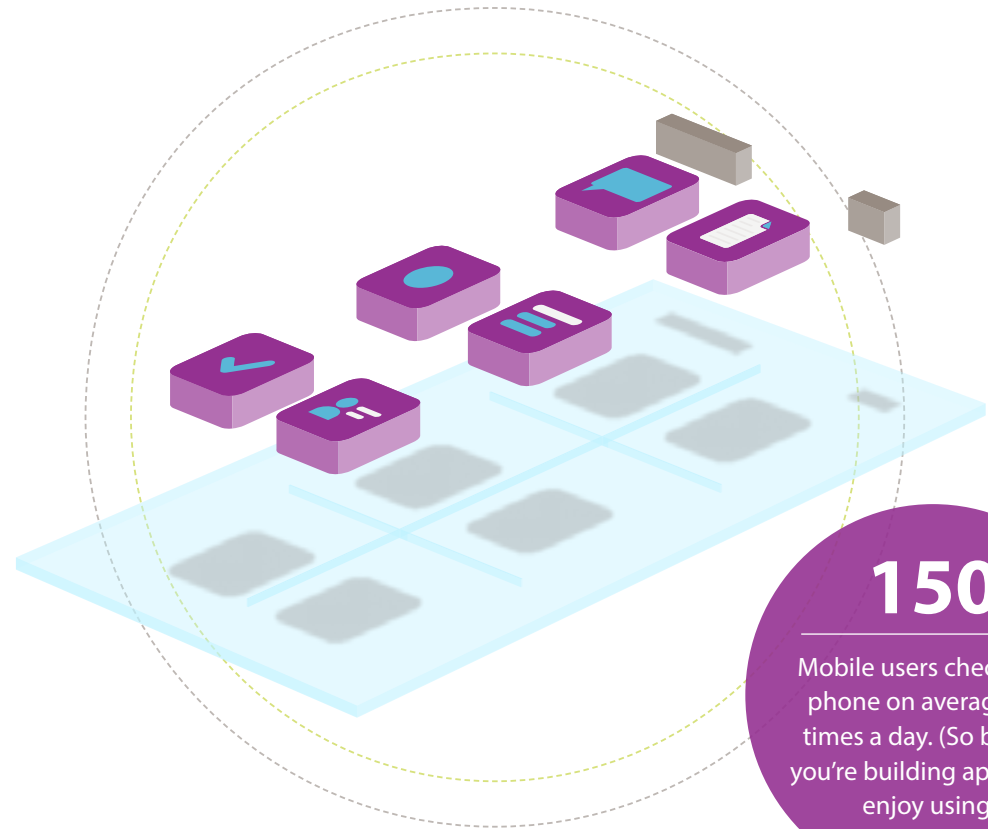 150
Mobile users chec
phone on averag
times a day. (So b
you’re building ap
enjoy using